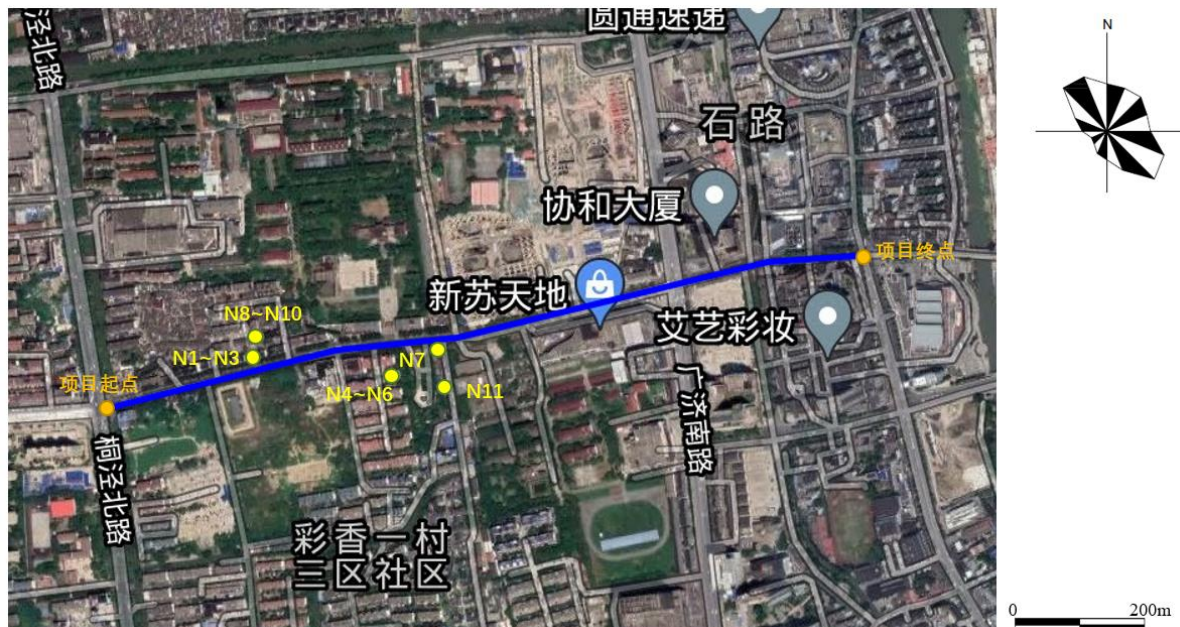 泾北路
圆通速递
N
石路
协和大厦
项目终点
新苏天地
N8~N10
艾艺彩妆
N1~N3
N7
项目起点
N4~N6
N11
广济南路
桐泾北路
彩香一村
三区社区
0
200m